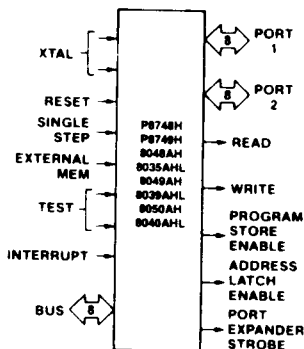 XTAL
RESET
SINGLE
STEP
EXTERNAL
MEM
TEST
INTERRUPT
BUS
8
P8748H
P8749H
8048AH
8035AHL
8049AH
8039AHL
8050AH
8040AHL
8
PORT
1
8
PORT
2
READ
WRITE
PROGRAM
STORE
ENABLE
ADDRESS
LATCH
ENABLE
PORT
EXPANDER
STROBE